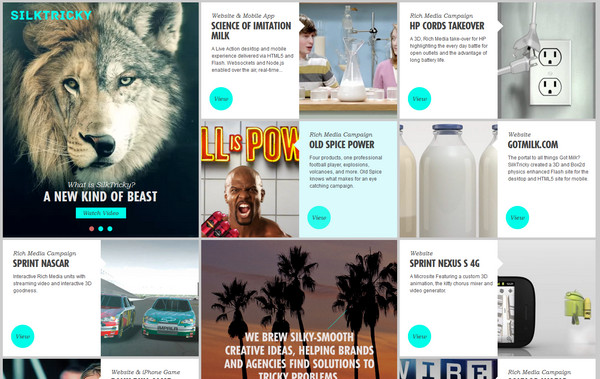 SILKTRICKY
What is SilkTricky?
A NEW KIND OF BEAST
Watch Video
Website & Mobile App
SCIENCE OF IMITATION
MILK
A Live Action desktop and mobile
experience delivered via HTML5 and
Flash. Websockets and Node.js
enabled over the air, real-time...
View
Rich Media Campaign
HP CORDS TAKEOVER
A 3D, Rich Media take-over for HP
highlighting the every day battle for
open outlets and the advantage of
long battery life.
View
LL IS POW
Rich Media Campaign
OLD SPICE POWER
Four products, one professional
football player, explosions,
volcanoes, and more. Old Spice
knows what makes for an eye
catching campaign.
View
Website
GOTMILK.COM
The portal to all things Got Milk?
SilkTricky created a 3D and Box2d
physics enhanced Flash site for the
desktop and HTML5 site for mobile.
View
Rich Media Campaign
SPRINT NASCAR
Interactive Rich Media units with
streaming video and interactive 3D
goodness.
View
WE BREW SILKY-SMOOTH
CREATIVE IDEAS, HELPING BRANDS
AND AGENCIES FIND SOLUTIONS TO
TRICKY PROBLEMS
Website
SPRINT NEXUS S 4G
A Microsite Featuring a custom 3D
animation, the kitty chorus mixer and
video generator.
View
Website & iPhone Game
WIRE
Rich Media Campaign